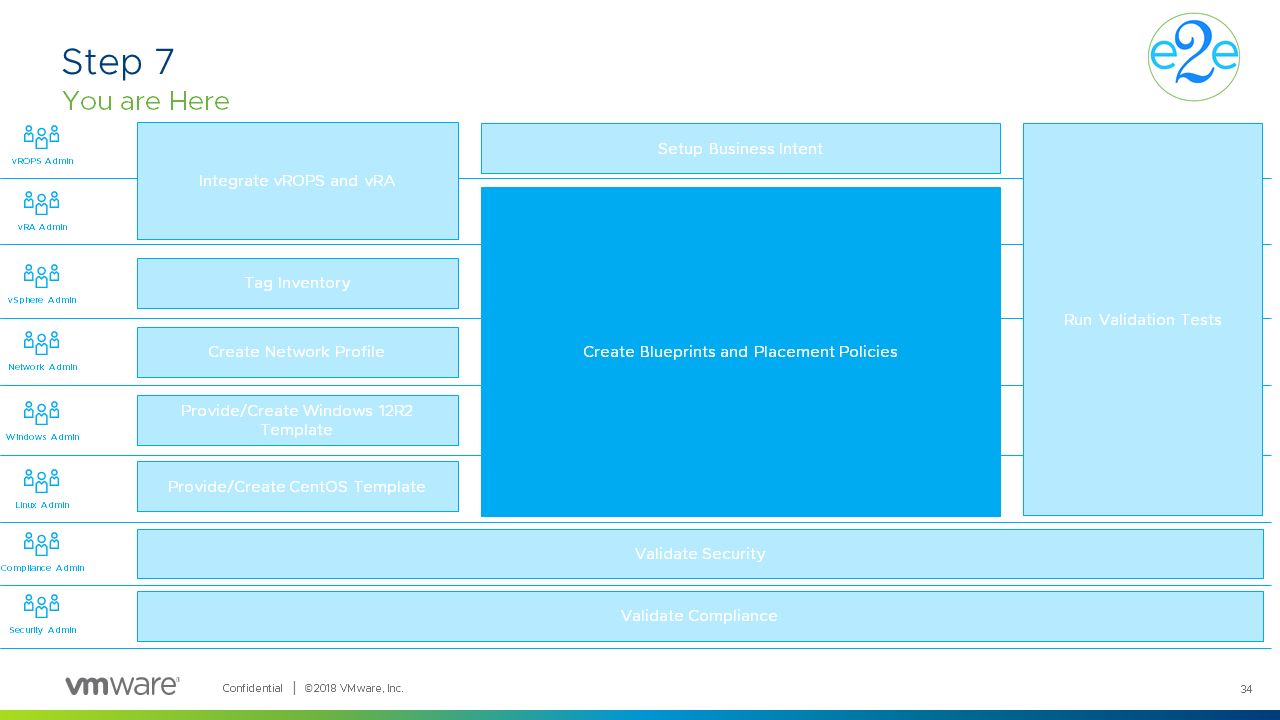 Step 7
You are Here
e2e
vROPS Admin
Integrate vROPS and vRA
Setup Business Intent
Run Validation Tests
vRA Admin
Create Blueprints and Placement Policies
vSphere Admin
Tag Inventory
Network Admin
Create Network Profile
Windows Admin
Provide/Create Windows 12R2
Template
Linux Admin
Provide/Create CentOS Template
Compliance Admin
Validate Security
Security Admin
Validate Compliance
vmware®
Confidential | ©2018 VMware, Inc.
34